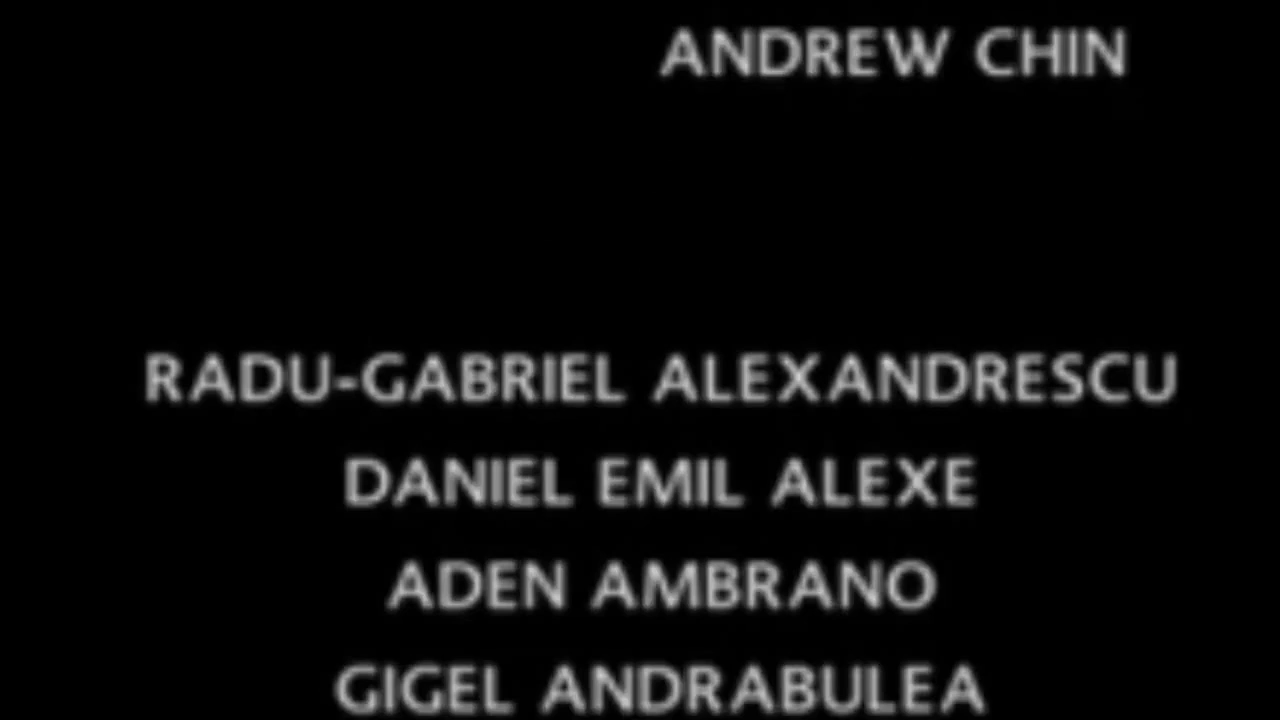 ANDREW CHIN
RADU-GABRIEL ALEXANDRESCU
DANIEL EMIL ALEXE
ADEN AMBRANO
GIGEL ANDRABULEA